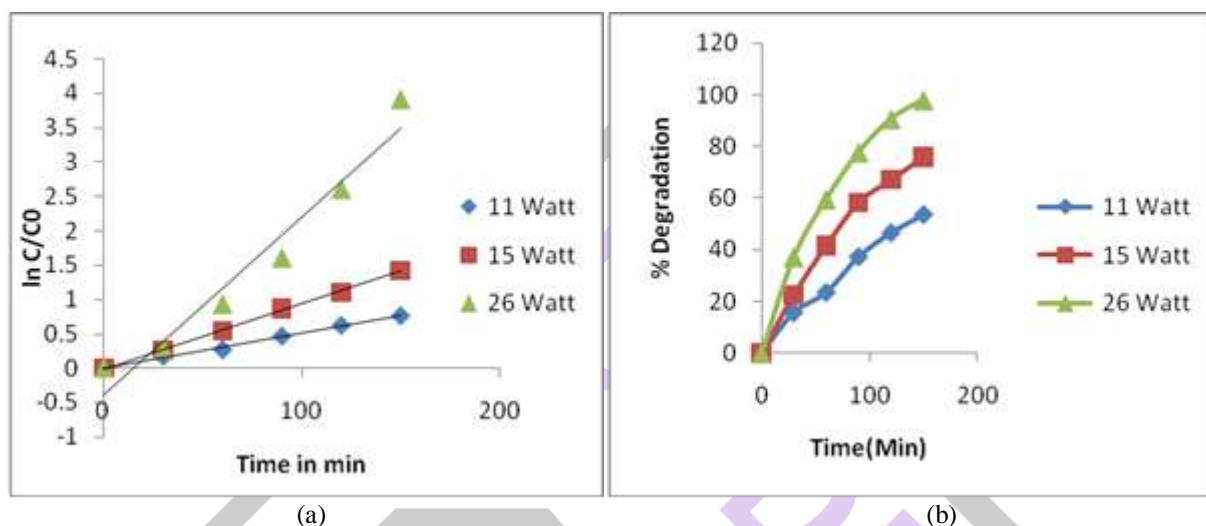 4.5
4
3.5
3
2.5
2
1.5
1
0.5
0
-0.5
-1
ln C/C0
0 100 200
Time in min
11 Watt
15 Watt
26 Watt
(a)
120
100
80
60
40
20
0
% Degradation
0 100 200
Time(Min)
11 Watt
15 Watt
26 Watt
(b)